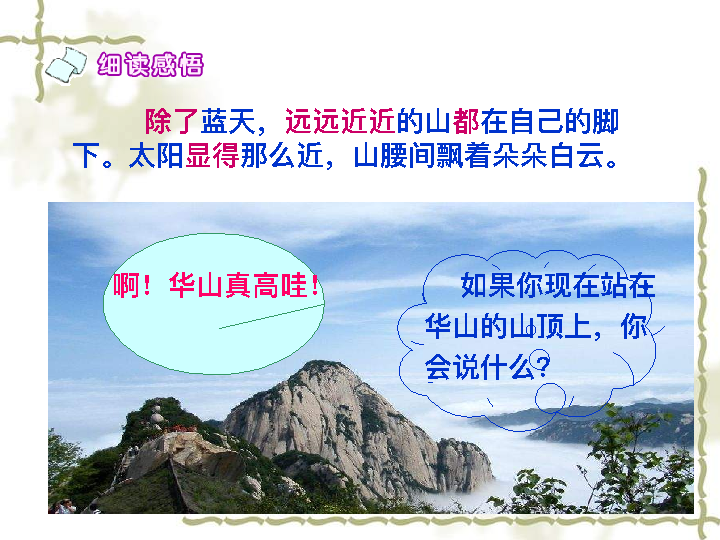 细读感悟
除了蓝天，远远近近的山都在自己的脚
下。太阳显得那么近，山腰间飘着朵朵白云。
啊！华山真高哇！
如果你现在站在
华山的山顶上，你
会说什么？